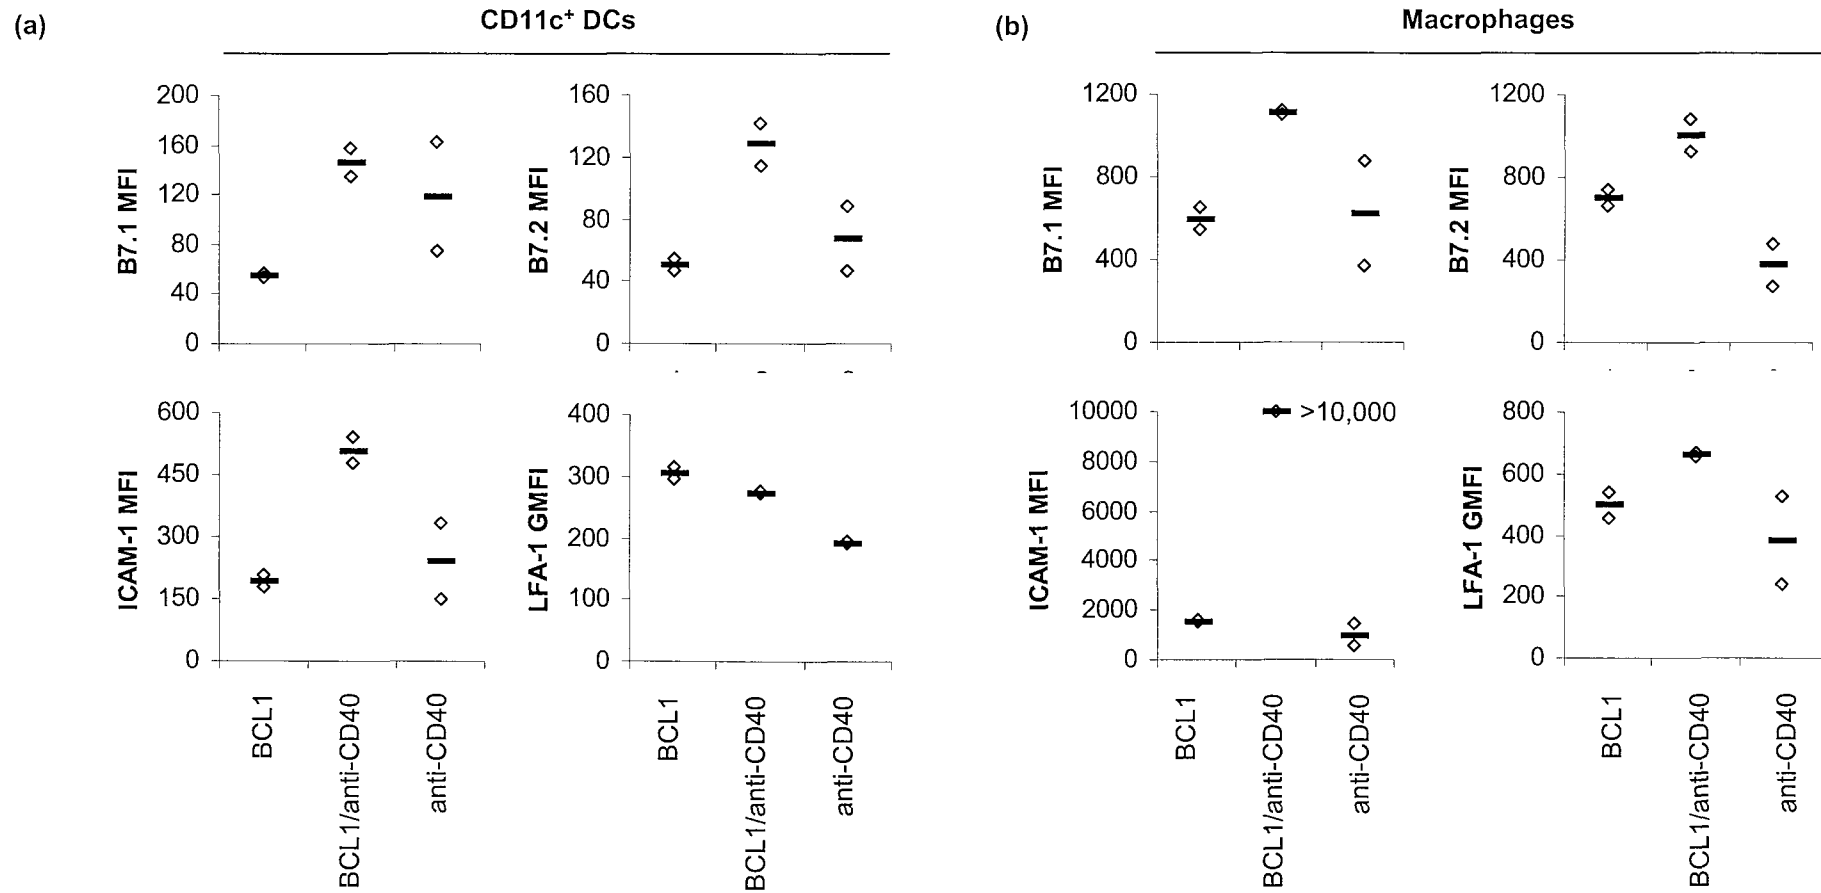 (a)
CD11c⁺ DCs
B7.1 MFI
200
160
120
80
40
0
B7.2 MFI
160
120
80
40
0
ICAM-1 MFI
600
450
300
150
0
BCL1
BCL1/anti-CD40
anti-CD40
LFA-1 GMFI
400
300
200
100
0
BCL1
BCL1/anti-CD40
anti-CD40
(b)
Macrophages
B7.1 MFI
1200
800
400
0
B7.2 MFI
1200
800
400
0
ICAM-1 MFI
10000
8000
6000
4000
2000
0
>10,000
BCL1
BCL1/anti-CD40
anti-CD40
LFA-1 GMFI
800
600
400
200
0
BCL1
BCL1/anti-CD40
anti-CD40